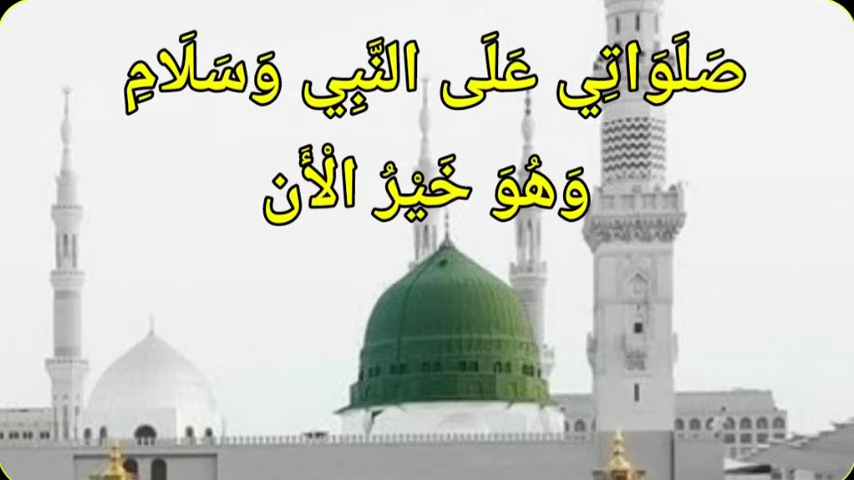 صَلَوَاتِي عَلَى النَّبِي وَسَلَامِ
وَهُوَ خَيْرُ الْأَن